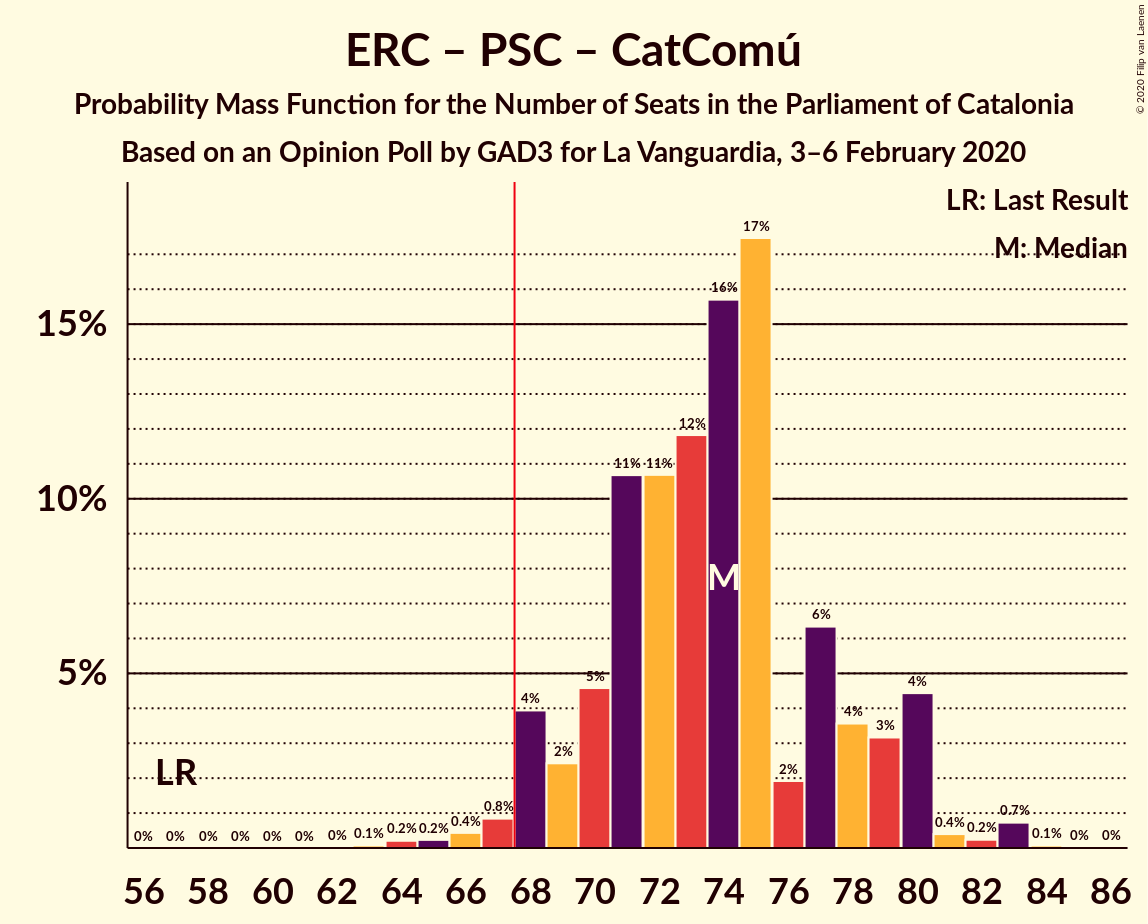 ERC – PSC – CatComú
Probability Mass Function for the Number of Seats in the Parliament of Catalonia
Based on an Opinion Poll by GAD3 for La Vanguardia, 3–6 February 2020
© 2020 Filip van Laenen
LR: Last Result
M: Median
15%
10%
5%
LR
M
0% 0% 0% 0% 0% 0% 0% 0.1% 0.2% 0.2% 0.4% 0.8% 4% 2% 5% 11% 11% 12% 16% 17% 2% 6% 4% 3% 4% 0.4% 0.2% 0.7% 0.1% 0% 0%
56 58 60 62 64 66 68 70 72 74 76 78 80 82 84 86